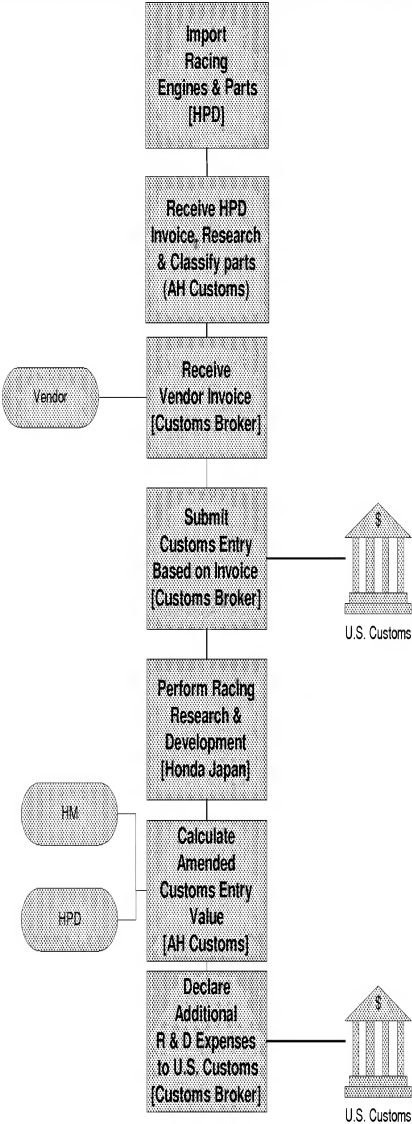 Import
Racing
Engines & Parts
[HPD]
Receive HPD
Invoice, Research
& Classify parts
(AH Customs)
Vendor
Receive
Vendor Invoice
[Customs Broker]
Submit
Customs Entry
Based on Invoice
[Customs Broker]
$
U.S. Customs
Perform Racing
Research &
Development
[Honda Japan]
HM
HPD
Calculate
Amended
Customs Entry
Value
[AH Customs]
Declare
Additional
R & D Expenses
to U.S. Customs
[Customs Broker]
$
U.S. Customs